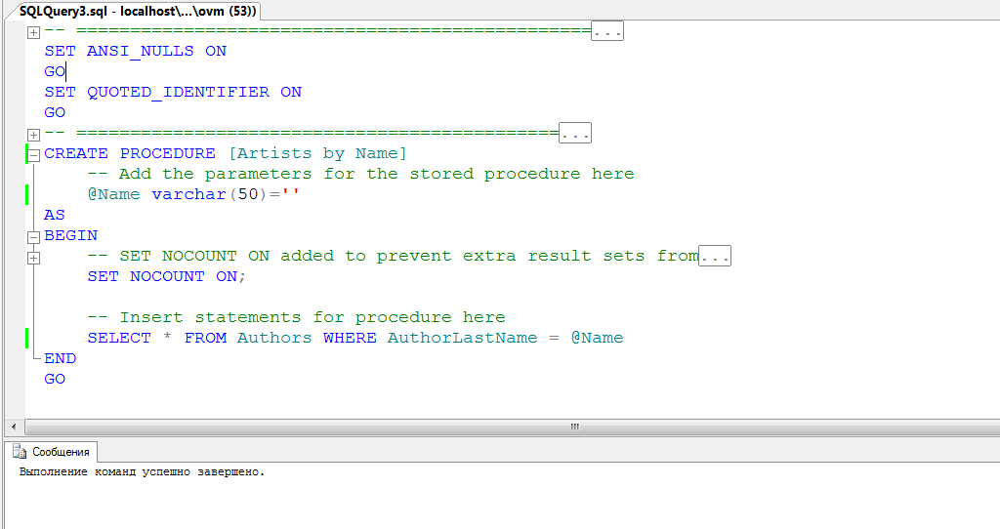 SQLQuery3.sql - localhost\...\ovm (53))
-- ================================================...
SET ANSI_NULLS ON
GO
SET QUOTED_IDENTIFIER ON
GO
-- =============================================...
CREATE PROCEDURE [Artists by Name]
-- Add the parameters for the stored procedure here
@Name varchar(50)=''
AS
BEGIN
-- SET NOCOUNT ON added to prevent extra result sets from...
SET NOCOUNT ON;
-- Insert statements for procedure here
SELECT * FROM Authors WHERE AuthorLastName = @Name
END
GO
Сообщения
Выполнение команд успешно завершено.